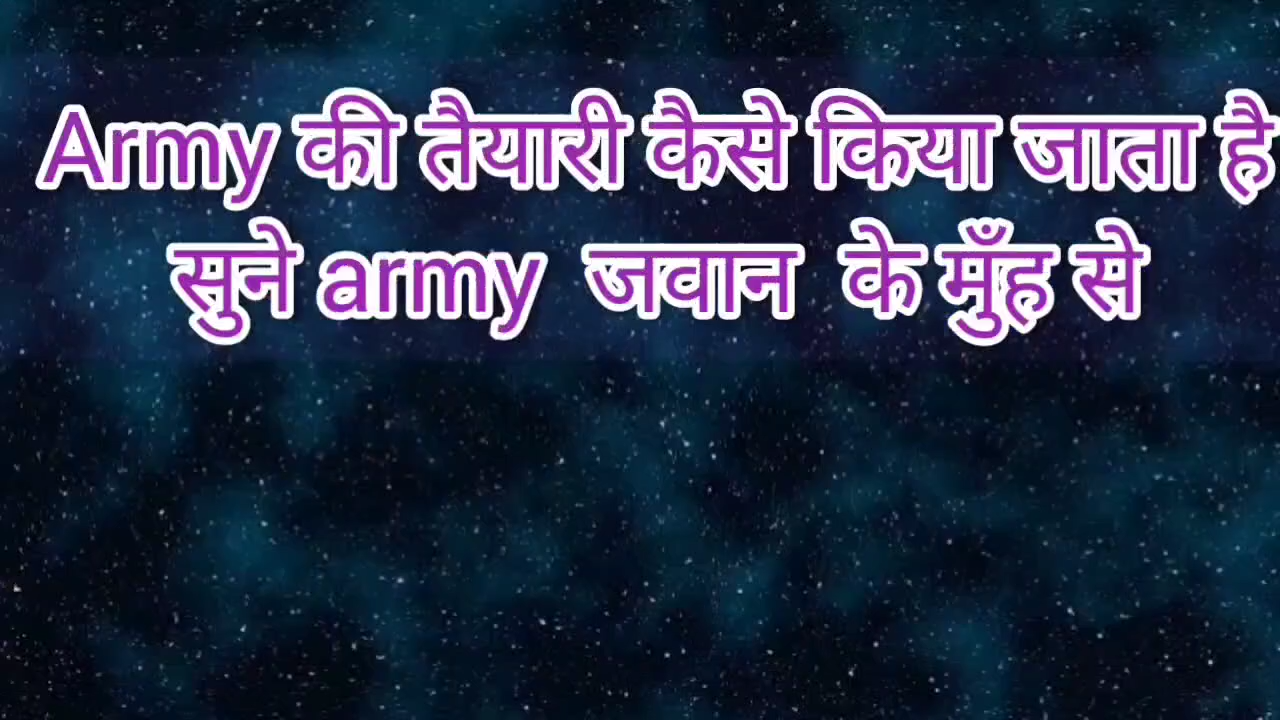 Army की तैयारी कैसे किया जाता है
सुने army जवान के मुँह से